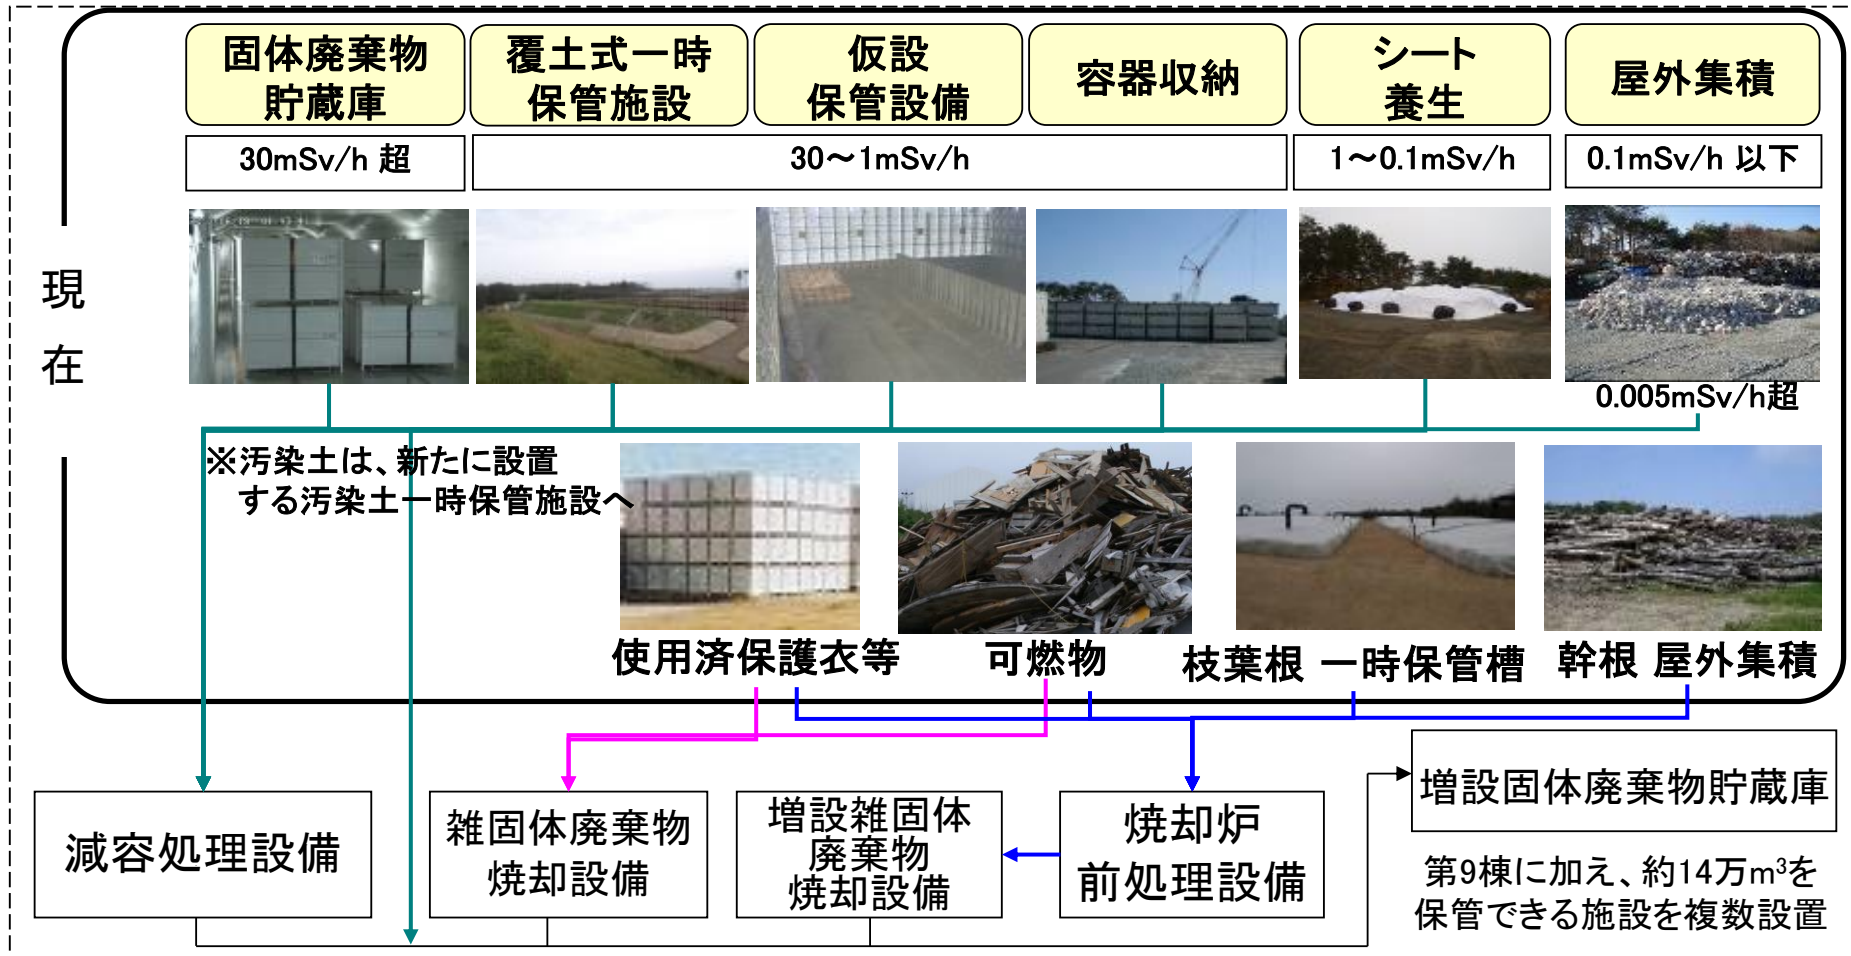 固体廃棄物
貯蔵庫
覆土式一時
保管施設
仮設
保管設備
容器収納
シート
養生
屋外集積
30mSv/h 超
30～1mSv/h
1～0.1mSv/h
0.1mSv/h 以下
現
在
0.005mSv/h超
※汚染土は、新たに設置
する汚染土一時保管施設へ
使用済保護衣等
可燃物
枝葉根 一時保管槽
幹根 屋外集積
減容処理設備
雑固体廃棄物
焼却設備
増設雑固体
廃棄物
焼却設備
焼却炉
前処理設備
増設固体廃棄物貯蔵庫
第9棟に加え、約14万m³を
保管できる施設を複数設置